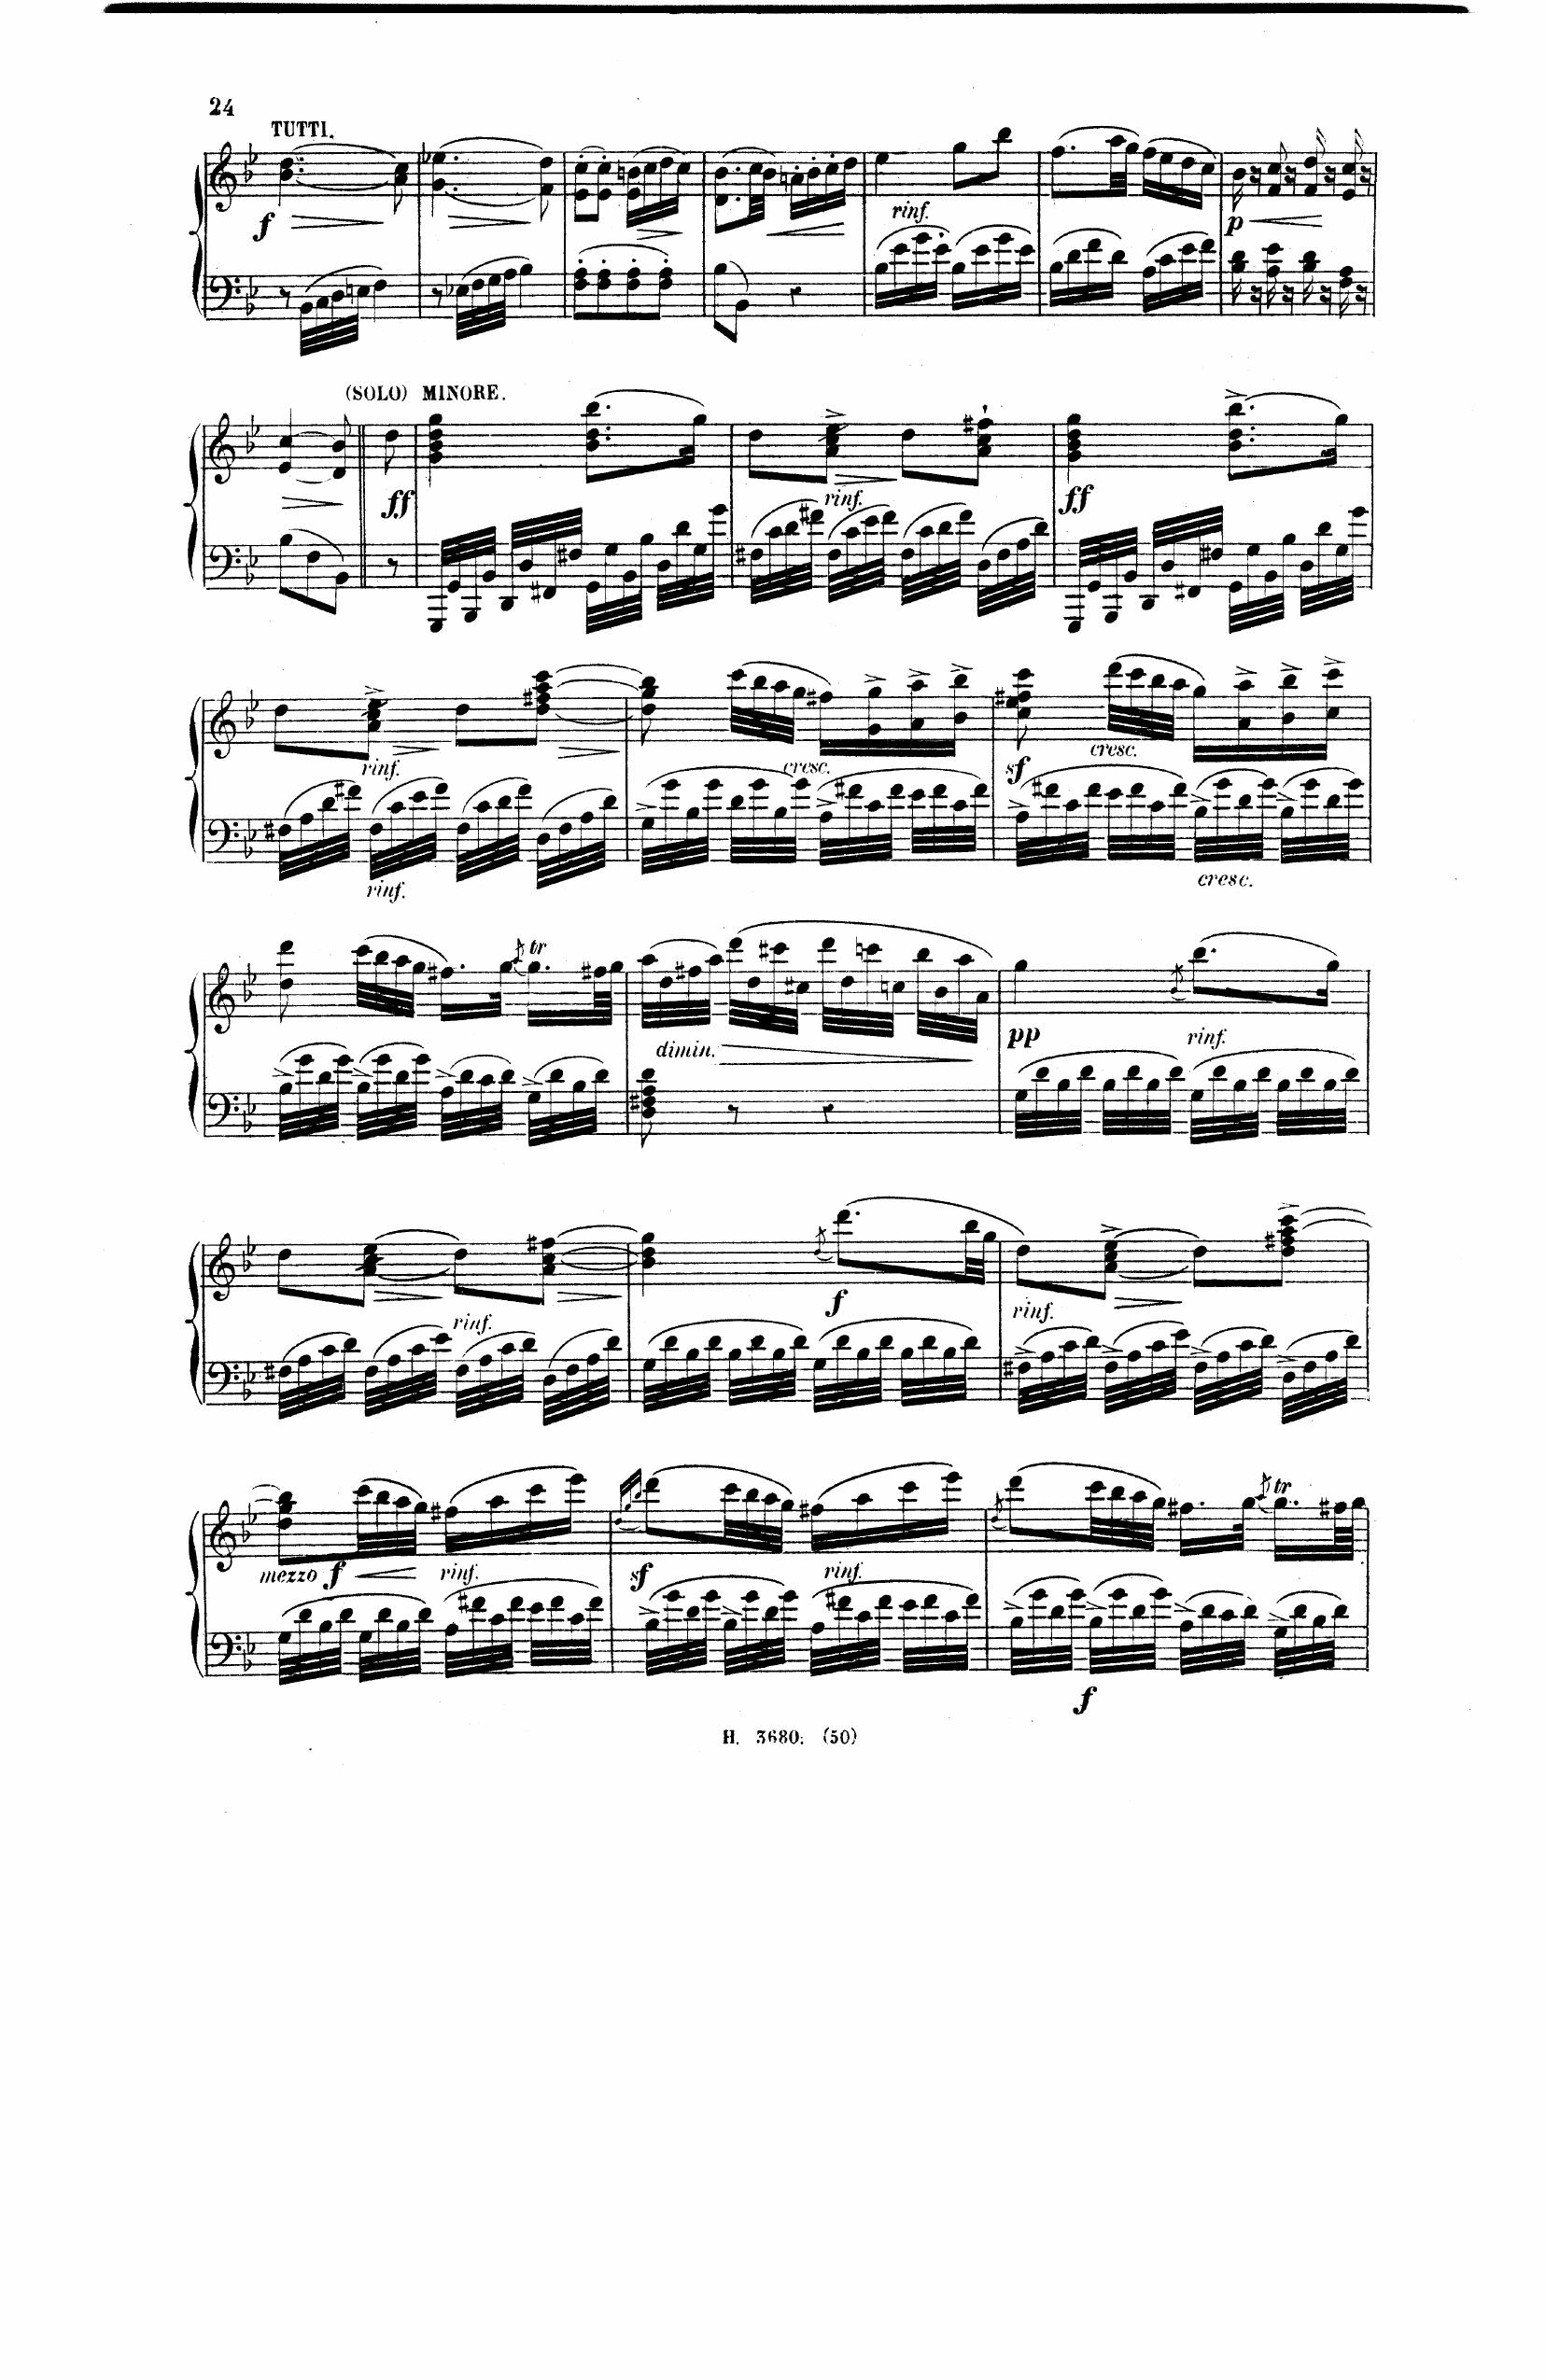 24
TUTTI.
f rinf. p
(SOLO) MINORE.
ff rinf. ff
rinf. cresc. sf cresc.
rinf. cresc.
tr
dimin. pp rinf.
rinf. f rinf.
tr
mezzo f rinf. sf rinf.
f
H. 3680. (50)